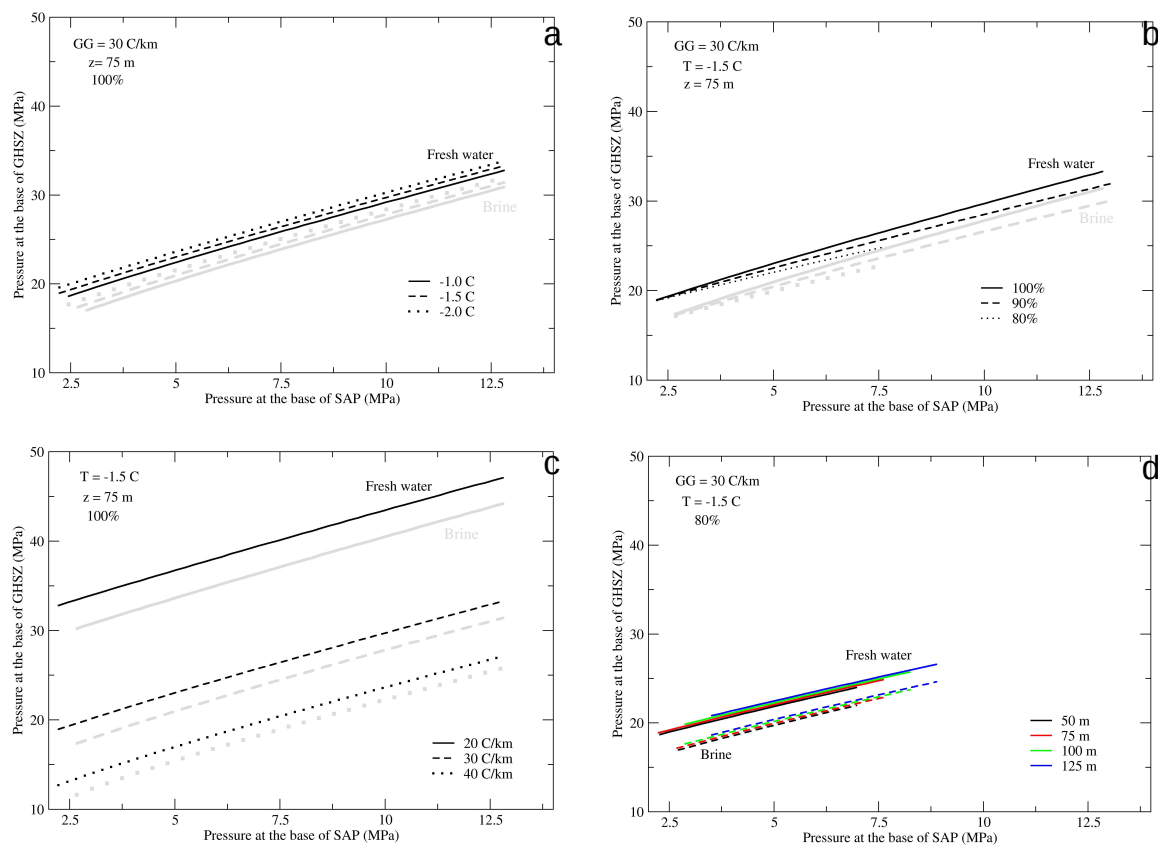 a
GG = 30 C/km
z= 75 m
100%
50
40
30
20
10
Pressure at the base of GHSZ (MPa)
Fresh water
Brine
-1.0 C
-1.5 C
-2.0 C
2.5 5 7.5 10 12.5
Pressure at the base of SAP (MPa)
b
GG = 30 C/km
T = -1.5 C
z = 75 m
50
40
30
20
10
Pressure at the base of GHSZ (MPa)
Fresh water
Brine
100%
90%
80%
2.5 5 7.5 10 12.5
Pressure at the base of SAP (MPa)
c
T = -1.5 C
z = 75 m
100%
50
40
30
20
10
Pressure at the base of GHSZ (MPa)
Fresh water
Brine
20 C/km
30 C/km
40 C/km
2.5 5 7.5 10 12.5
Pressure at the base of SAP (MPa)
d
GG = 30 C/km
T = -1.5 C
80%
50
40
30
20
10
Pressure at the base of GHSZ (MPa)
Fresh water
Brine
50 m
75 m
100 m
125 m
2.5 5 7.5 10 12.5
Pressure at the base of SAP (MPa)